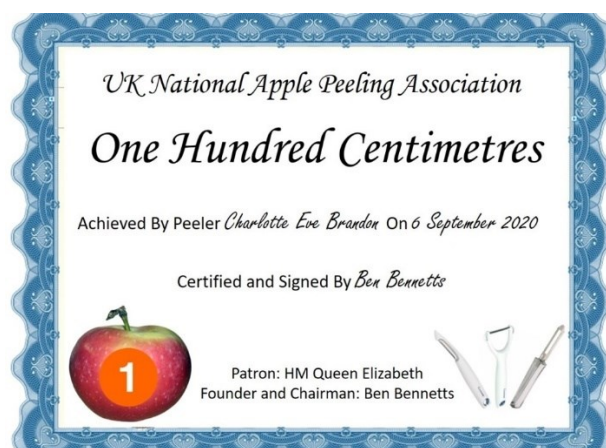 UK National Apple Peeling Association
One Hundred Centimetres
Achieved By Peeler Charlotte Eve Brandon On 6 September 2020
Certified and Signed By Ben Bennetts
1
Patron: HM Queen Elizabeth
Founder and Chairman: Ben Bennetts